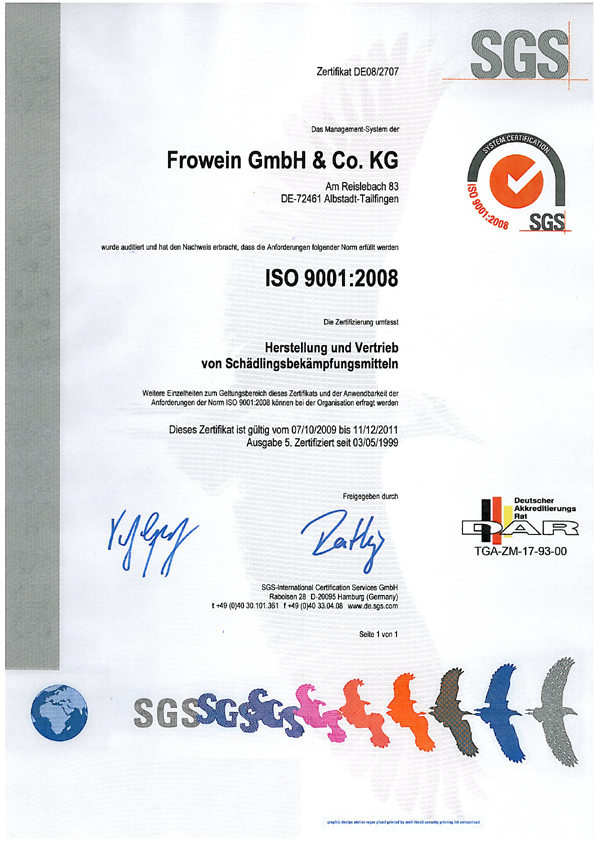 SGS
Zertifikat DE08/2707
Das Management-System der
Frowein GmbH & Co. KG
Am Reislebach 83
DE-72461 Albstadt-Tailfingen
SYSTEM CERTIFICATION
ISO 9001:2008
SGS
wurde auditiert und hat den Nachweis erbracht, dass die Anforderungen folgender Norm erfüllt werden
ISO 9001:2008
Die Zertifizierung umfasst
Herstellung und Vertrieb
von Schädlingsbekämpfungsmitteln
Weitere Einzelheiten zum Geltungsbereich dieses Zertifikats und der Anwendbarkeit der
Anforderungen der Norm ISO 9001:2008 können bei der Organisation erfragt werden
Dieses Zertifikat ist gültig vom 07/10/2009 bis 11/12/2011
Ausgabe 5. Zertifiziert seit 03/05/1999
Freigegeben durch
Deutscher
Akkreditierungs
Rat
DAR
TGA-ZM-17-93-00
SGS-International Certification Services GmbH
Raboisen 28 D-20095 Hamburg (Germany)
t +49 (0)40 30.101.361 f +49 (0)40 33.04.08 www.de.sgs.com
Seite 1 von 1
SGS SGS SGS